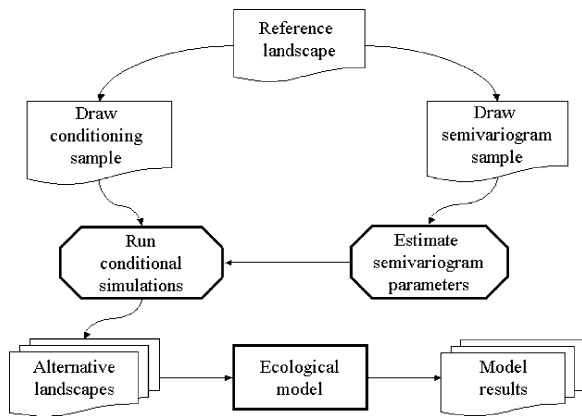 Reference
landscape
Draw
conditioning
sample
Draw
semivariogram
sample
Run
conditional
simulations
Estimate
semivariogram
parameters
Alternative
landscapes
Ecological
model
Model
results